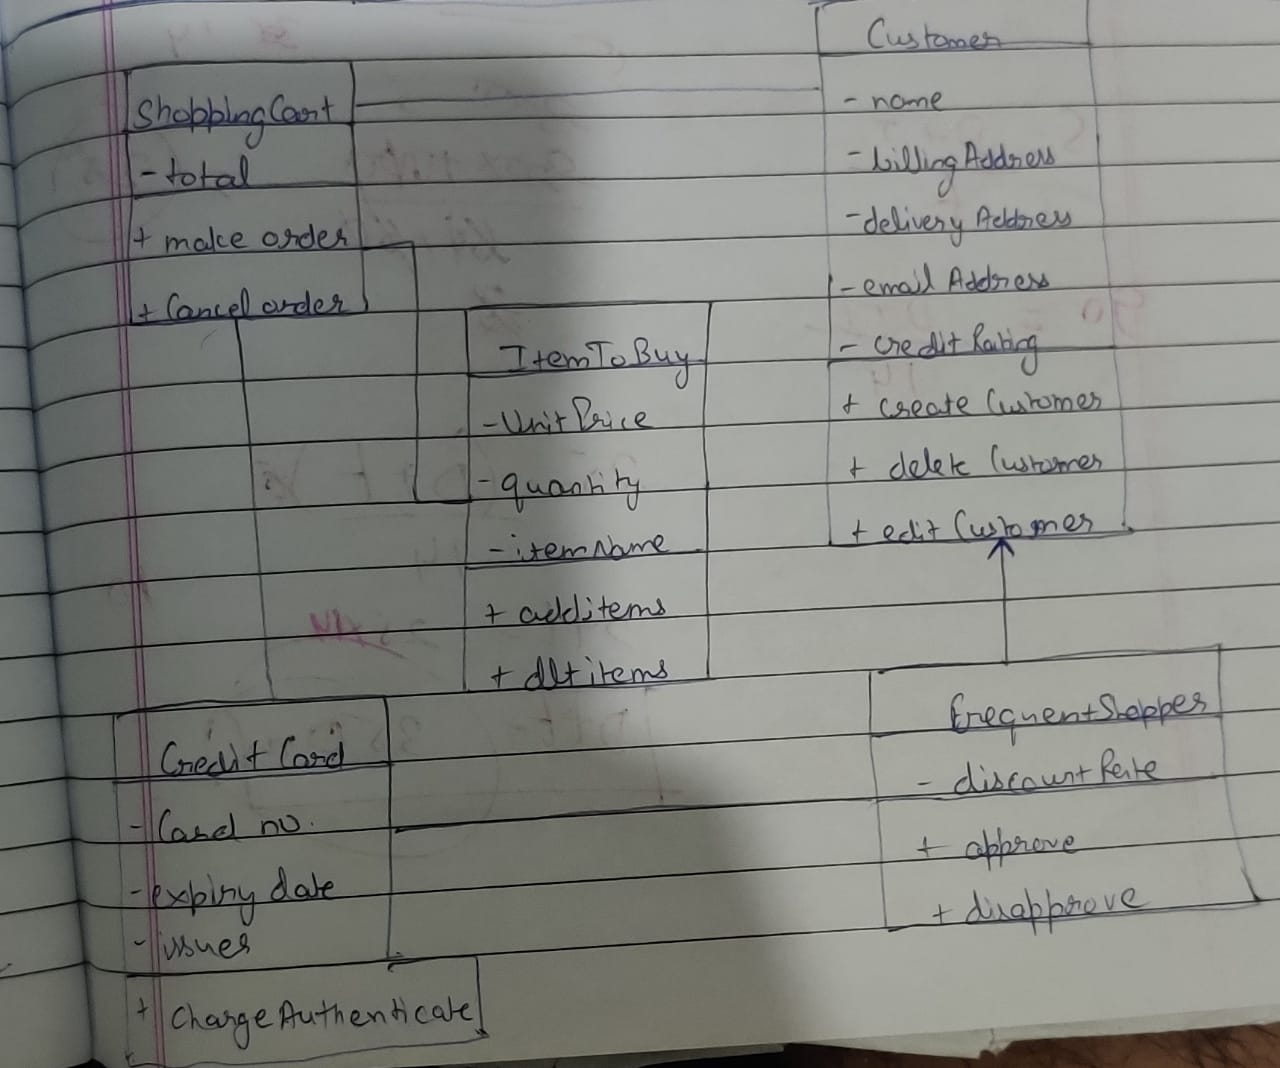 Customer
- name
- billing Address
- delivery Address
- email Address
- credit Rating
+ create Customer
+ delete Customer
+ edit Customer
ShoppingCart
- total
+ make order
+ Cancel order
ItemToBuy
- Unit Price
- quantity
- itemName
+ additems
+ dltitems
Credit Card
- Card no.
- expiry date
- issues
+ ChargeAuthenticate
FrequentShopper
- discount Rate
+ approve
+ disapprove